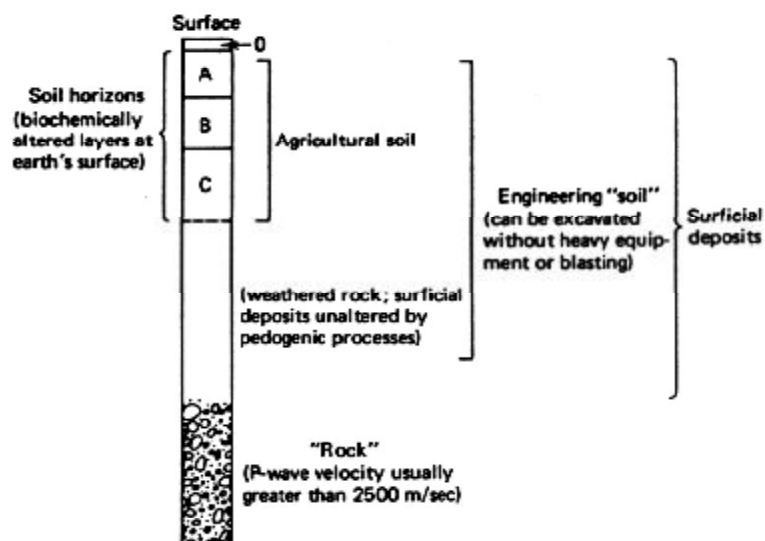 Surface
0
A
B
C
Soil horizons
(biochemically
altered layers at
earth's surface)
Agricultural soil
Engineering "soil"
(can be excavated
without heavy equip-
ment or blasting)
Surficial
deposits
(weathered rock; surficial
deposits unaltered by
pedogenic processes)
"Rock"
(P-wave velocity usually
greater than 2500 m/sec)